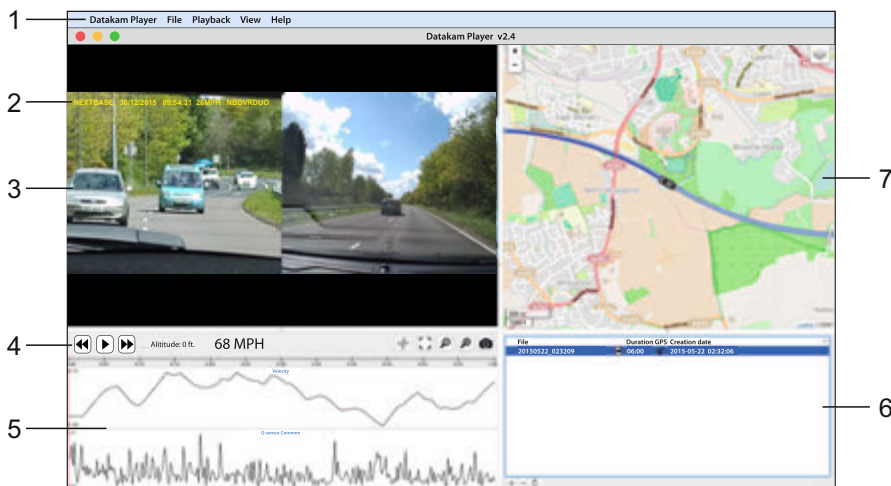 1
Datakam Player File Playback View Help
Datakam Player v2.4
2
NEXTBASE 30/12/2015 09:54:31 26MPH NBDVRDUO
3
7
4
Alititude: 0 ft. 68 MPH
Velocity
5
G sensor Common
File Duration GPS Creation date
20150522_023209 06:00 2015-05-22 02:32:06
6